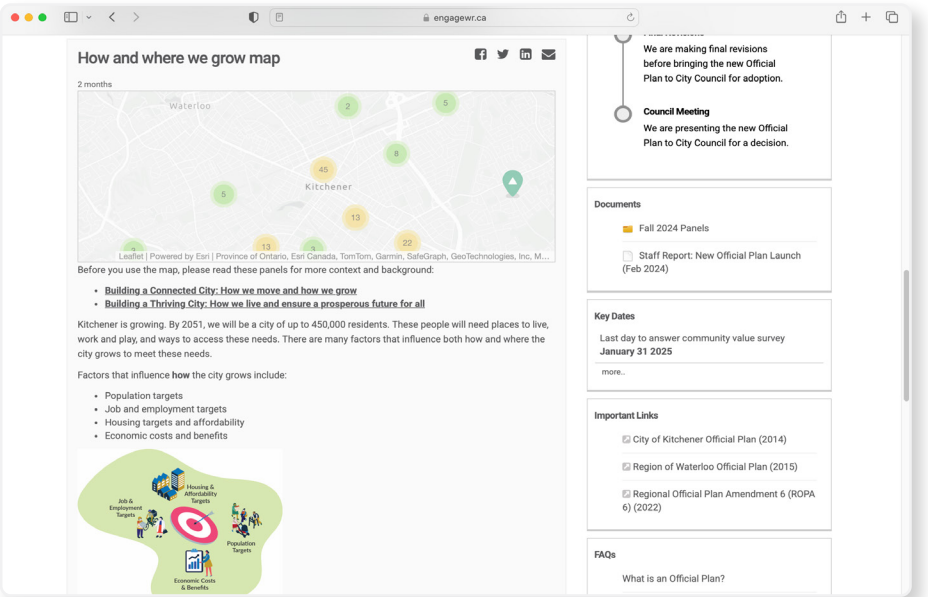 engagewr.ca
How and where we grow map
2 months
Waterloo
2
5
8
45
Kitchener
5
13
13
3
22
Leaflet | Powered by Esri | Province of Ontario, Esri Canada, TomTom, Garmin, SafeGraph, GeoTechnologies, Inc, M...
Before you use the map, please read these panels for more context and background:
Building a Connected City: How we move and how we grow
Building a Thriving City: How we live and ensure a prosperous future for all
Kitchener is growing. By 2051, we will be a city of up to 450,000 residents. These people will need places to live,
work and play, and ways to access these needs. There are many factors that influence both how and where the
city grows to meet these needs.
Factors that influence how the city grows include:
Population targets
Job and employment targets
Housing targets and affordability
Economic costs and benefits
Housing &
Affordability
Targets
Job &
Employment
Targets
Population
Targets
Economic Costs
& Benefits
Final Revisions
We are making final revisions
before bringing the new Official
Plan to City Council for adoption.
Council Meeting
We are presenting the new Official
Plan to City Council for a decision.
Documents
Fall 2024 Panels
Staff Report: New Official Plan Launch
(Feb 2024)
Key Dates
Last day to answer community value survey
January 31 2025
more..
Important Links
City of Kitchener Official Plan (2014)
Region of Waterloo Official Plan (2015)
Regional Official Plan Amendment 6 (ROPA
6) (2022)
FAQs
What is an Official Plan?